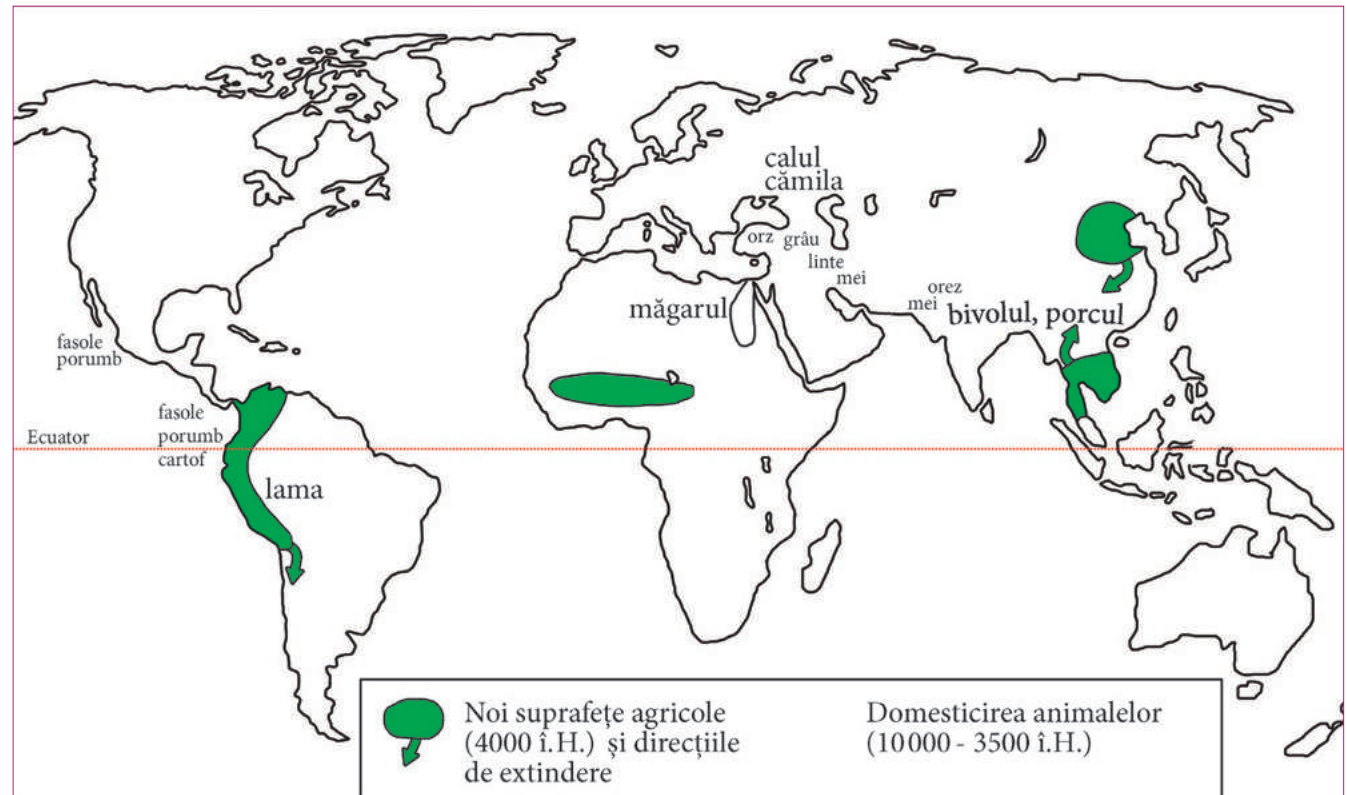 calul
cămila
orz
grâu
linte
mei
orez
mei
bivolul, porcul
măgarul
fasole
porumb
fasole
porumb
cartof
Ecuator
lama
Noi suprafețe agricole
(4000 î.H.) și direcțiile
de extindere
Domesticirea animalelor
(10 000 - 3500 î.H.)